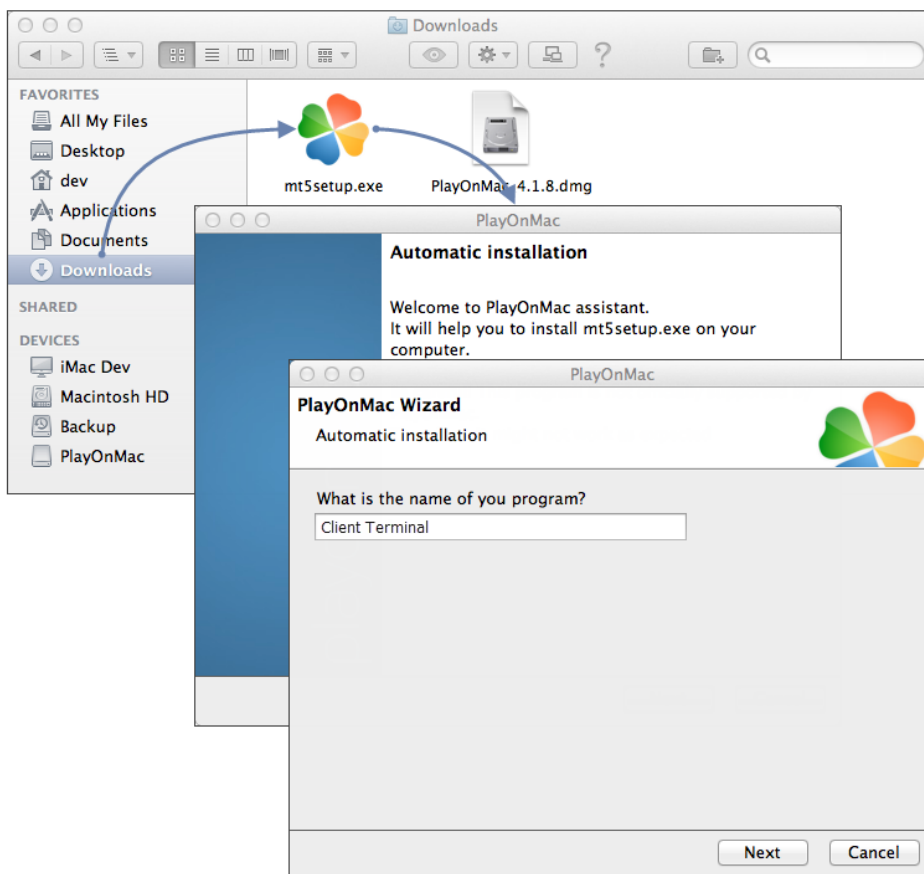 Downloads
FAVORITES
All My Files
Desktop
dev
Applications
Documents
Downloads
SHARED
DEVICES
iMac Dev
Macintosh HD
Backup
PlayOnMac
mt5setup.exe
PlayOnMac_4.1.8.dmg
PlayOnMac
Automatic installation
Welcome to PlayOnMac assistant.
It will help you to install mt5setup.exe on your
computer.
PlayOnMac
PlayOnMac Wizard
Automatic installation
What is the name of you program?
Client Terminal
Next
Cancel